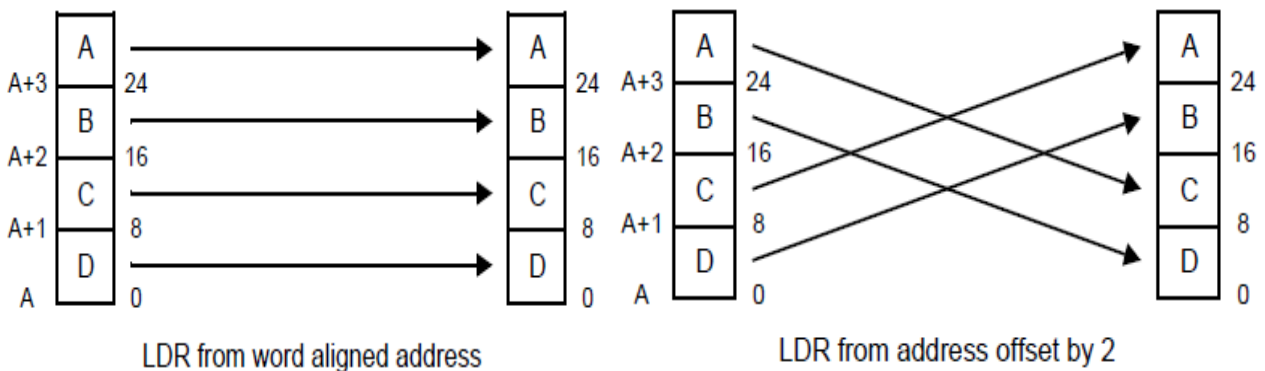 A A A A
A+3 24 24 A+3 24 24
B B B B
A+2 16 16 A+2 16 16
C C C C
A+1 8 8 A+1 8 8
D D D D
A 0 0 A 0 0
LDR from word aligned address LDR from address offset by 2